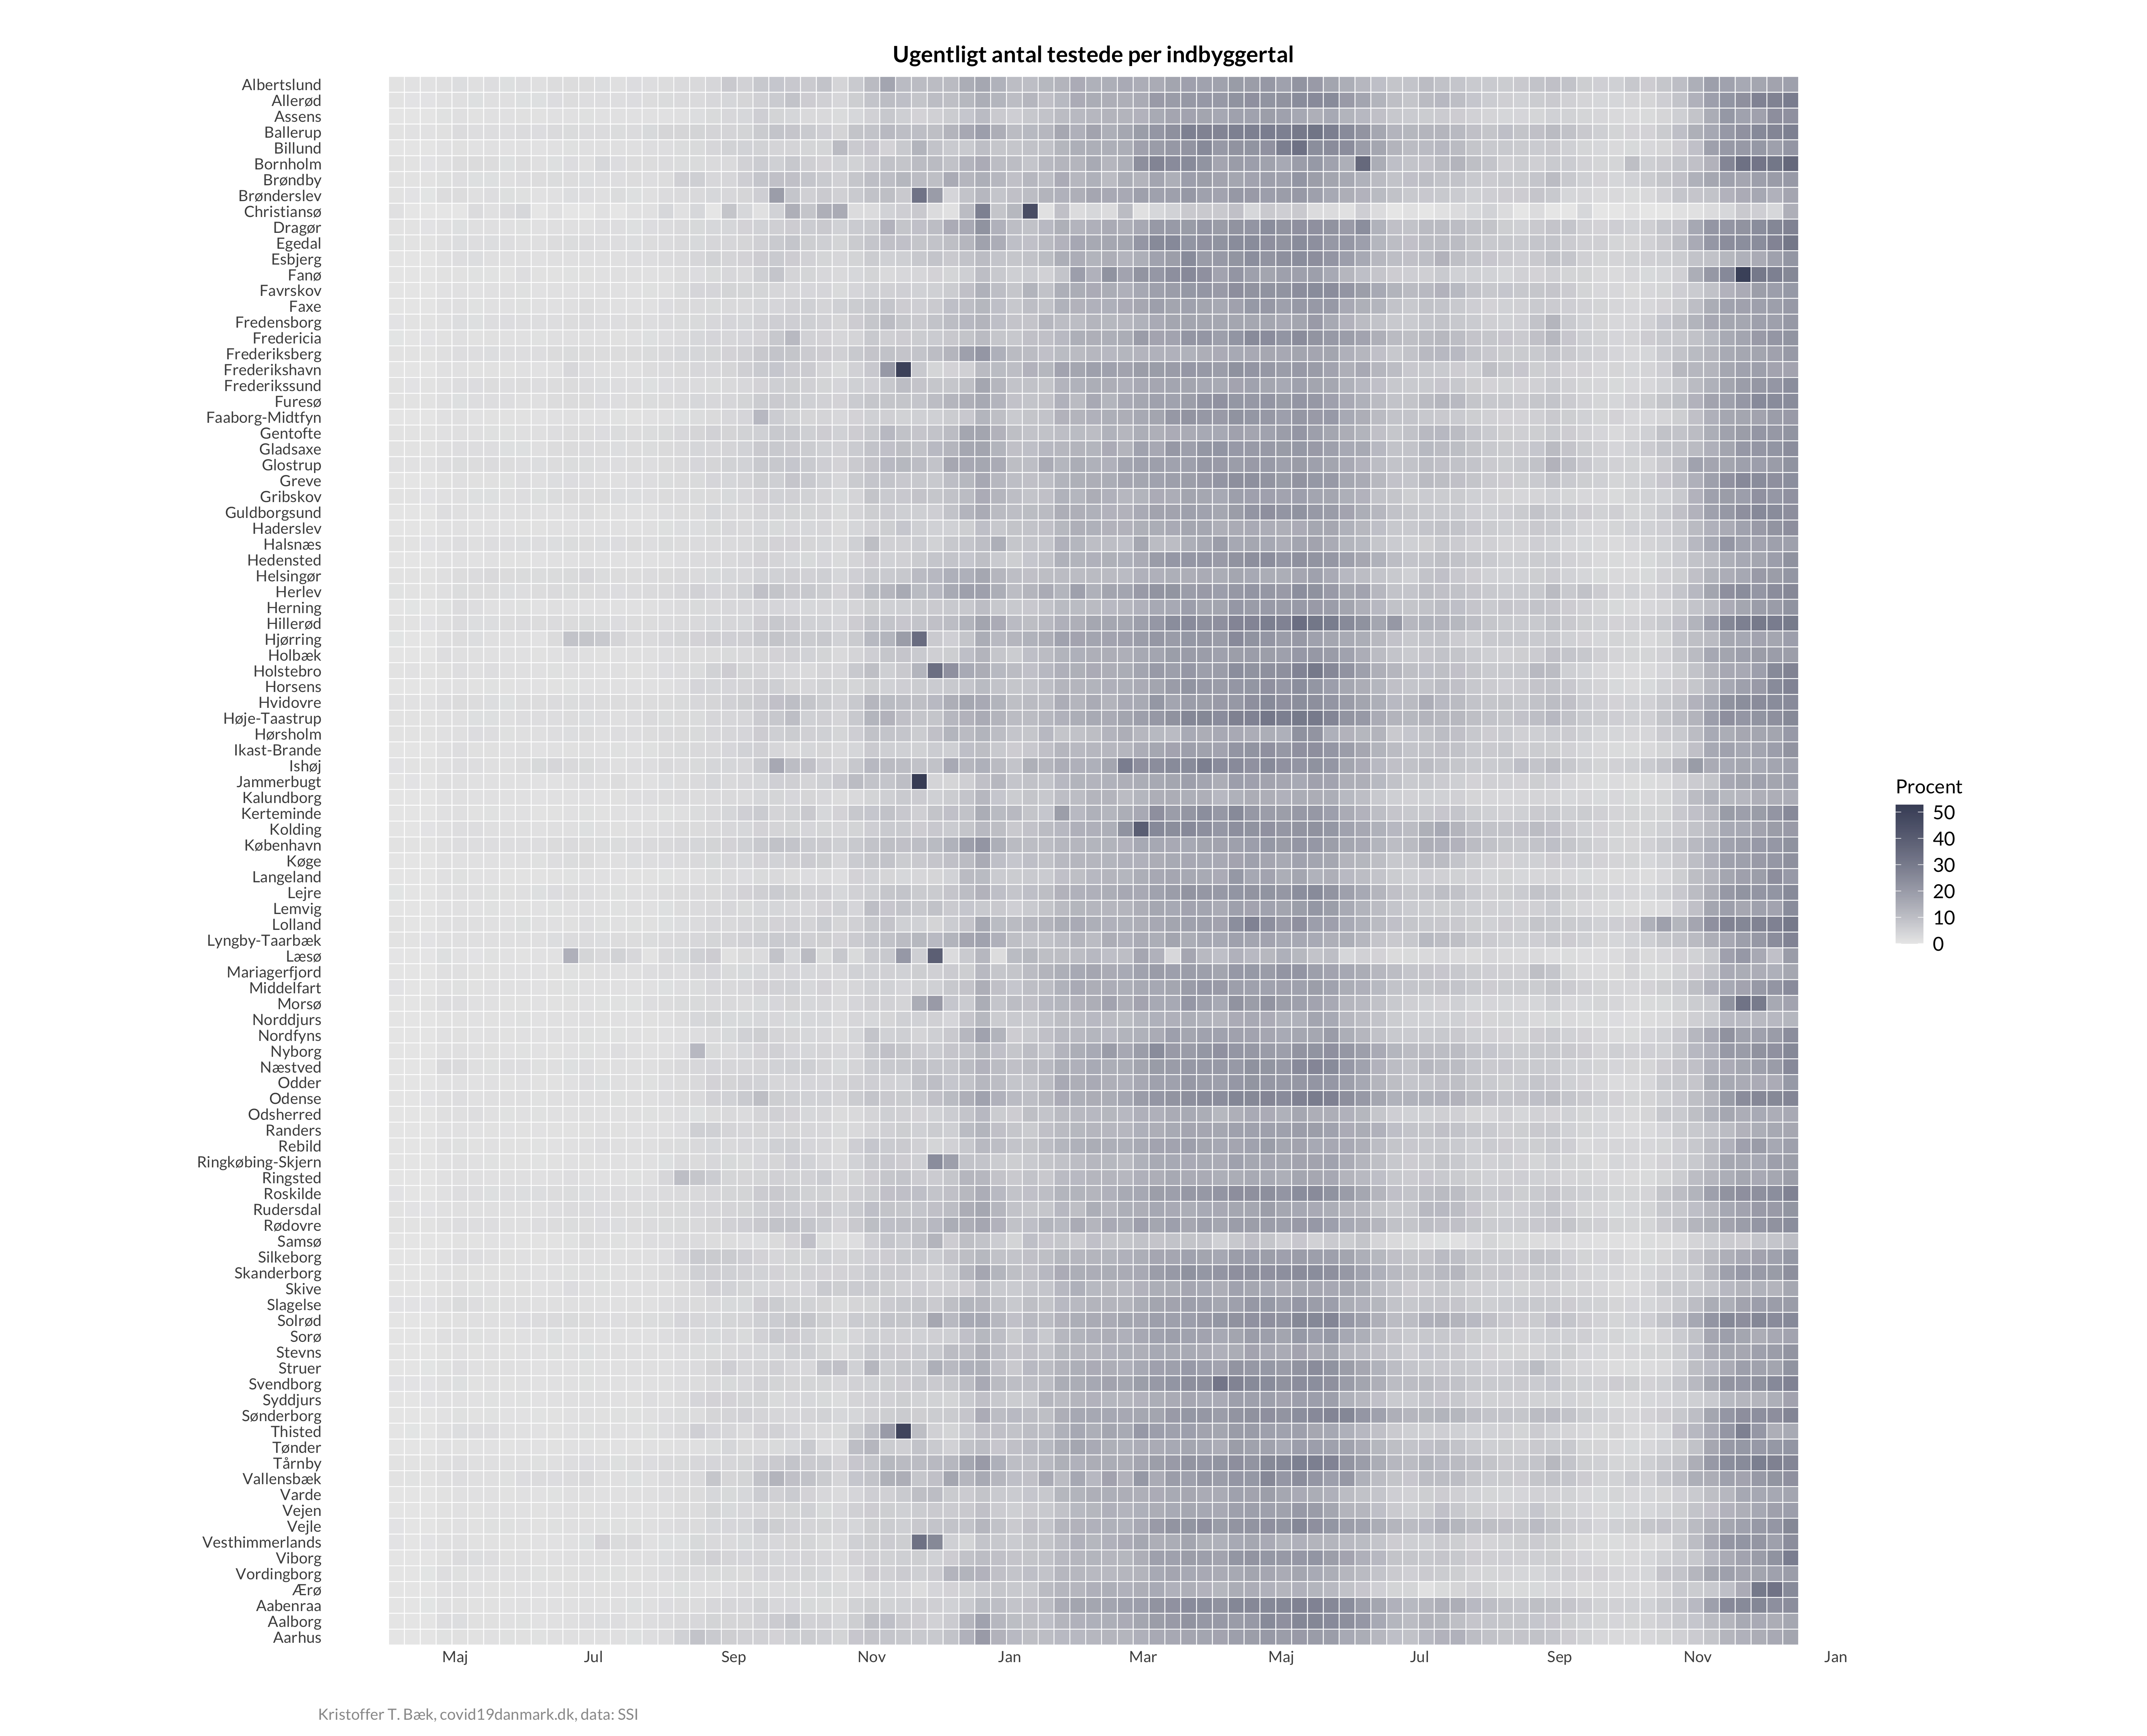 Ugentligt antal testede per indbyggertal
Albertslund
Allerød
Assens
Ballerup
Billund
Bornholm
Brøndby
Brønderslev
Christiansø
Dragør
Egedal
Esbjerg
Fanø
Favrskov
Faxe
Fredensborg
Fredericia
Frederiksberg
Frederikshavn
Frederikssund
Furesø
Faaborg-Midtfyn
Gentofte
Gladsaxe
Glostrup
Greve
Gribskov
Guldborgsund
Haderslev
Halsnæs
Hedensted
Helsingør
Herlev
Herning
Hillerød
Hjørring
Holbæk
Holstebro
Horsens
Hvidovre
Høje-Taastrup
Hørsholm
Ikast-Brande
Ishøj
Jammerbugt
Kalundborg
Kerteminde
Kolding
København
Køge
Langeland
Lejre
Lemvig
Lolland
Lyngby-Taarbæk
Læsø
Mariagerfjord
Middelfart
Morsø
Norddjurs
Nordfyns
Nyborg
Næstved
Odder
Odense
Odsherred
Randers
Rebild
Ringkøbing-Skjern
Ringsted
Roskilde
Rudersdal
Rødovre
Samsø
Silkeborg
Skanderborg
Skive
Slagelse
Solrød
Sorø
Stevns
Struer
Svendborg
Syddjurs
Sønderborg
Thisted
Tønder
Tårnby
Vallensbæk
Varde
Vejen
Vejle
Vesthimmerlands
Viborg
Vordingborg
Ærø
Aabenraa
Aalborg
Aarhus
Maj Jul Sep Nov Jan Mar Maj Jul Sep Nov Jan
Procent
50
40
30
20
10
0
Kristoffer T. Bæk, covid19danmark.dk, data: SSI